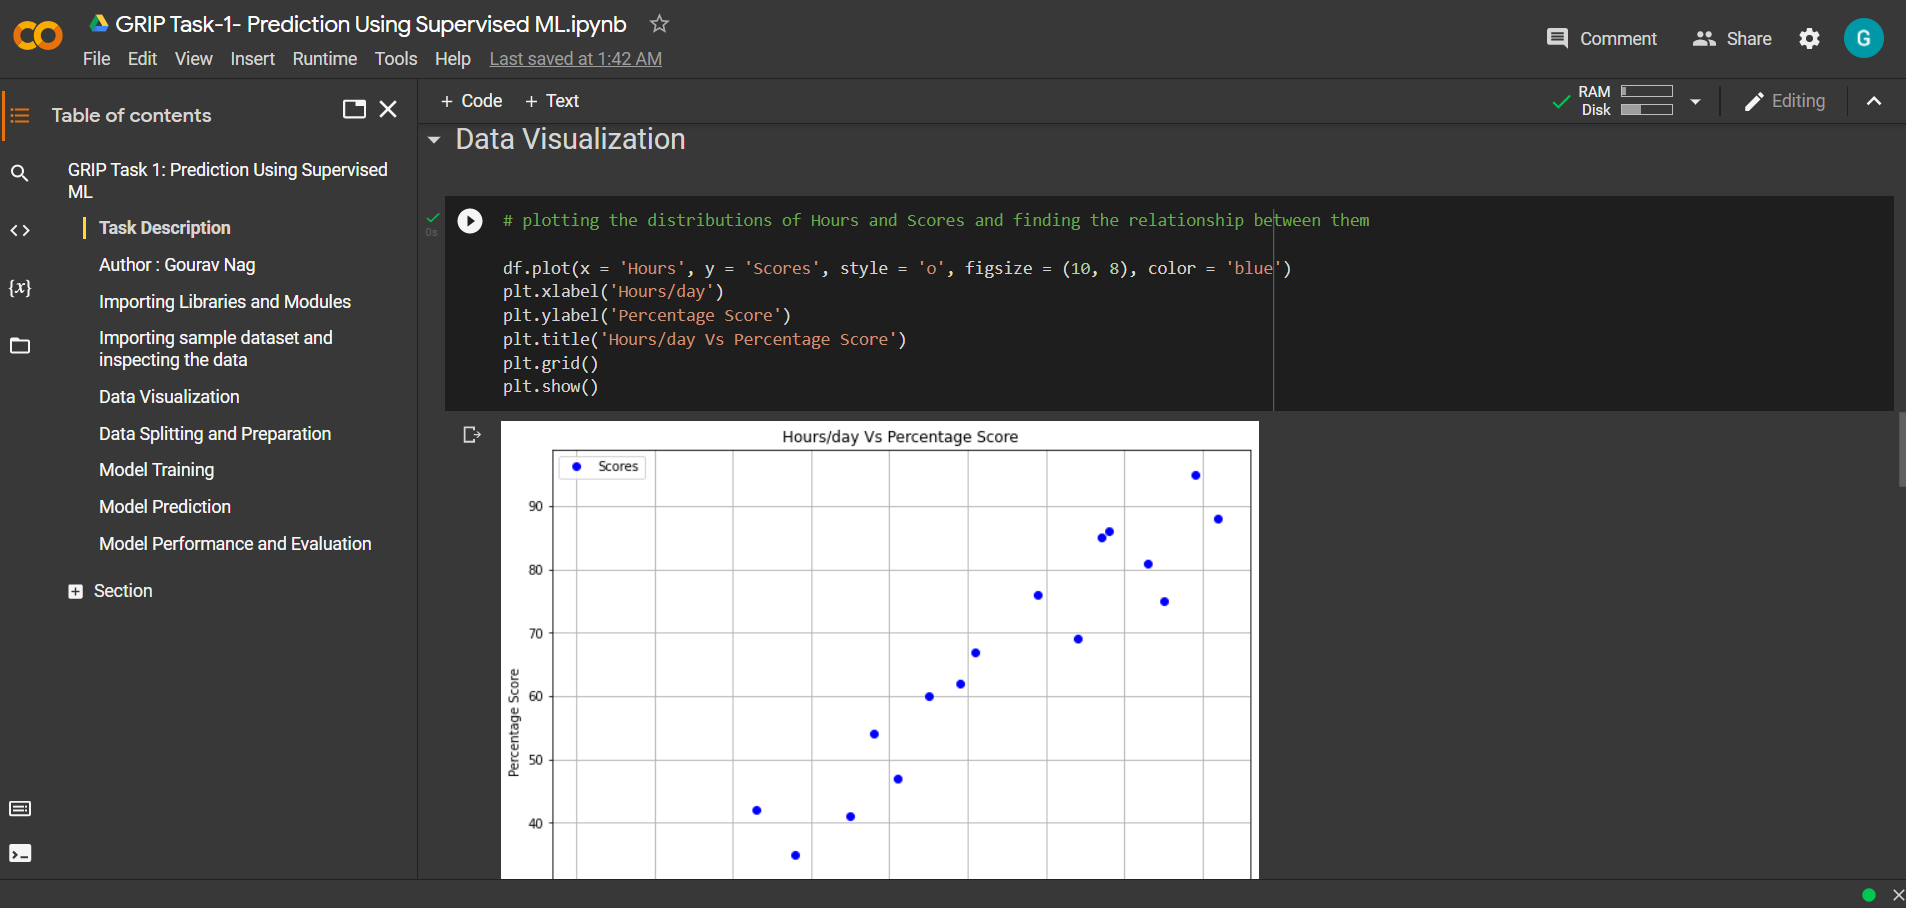 GRIP Task-1- Prediction Using Supervised ML.ipynb
File Edit View Insert Runtime Tools Help Last saved at 1:42 AM
Comment Share G
Table of contents
GRIP Task 1: Prediction Using Supervised
ML
Task Description
Author : Gourav Nag
Importing Libraries and Modules
Importing sample dataset and
inspecting the data
Data Visualization
Data Splitting and Preparation
Model Training
Model Prediction
Model Performance and Evaluation
+ Section
{x}
+ Code + Text
RAM
Disk
Editing
Data Visualization
0s
# plotting the distributions of Hours and Scores and finding the relationship between them
df.plot(x = 'Hours', y = 'Scores', style = 'o', figsize = (10, 8), color = 'blue')
plt.xlabel('Hours/day')
plt.ylabel('Percentage Score')
plt.title('Hours/day Vs Percentage Score')
plt.grid()
plt.show()
Hours/day Vs Percentage Score
Scores
90
80
70
60
50
40
Percentage Score